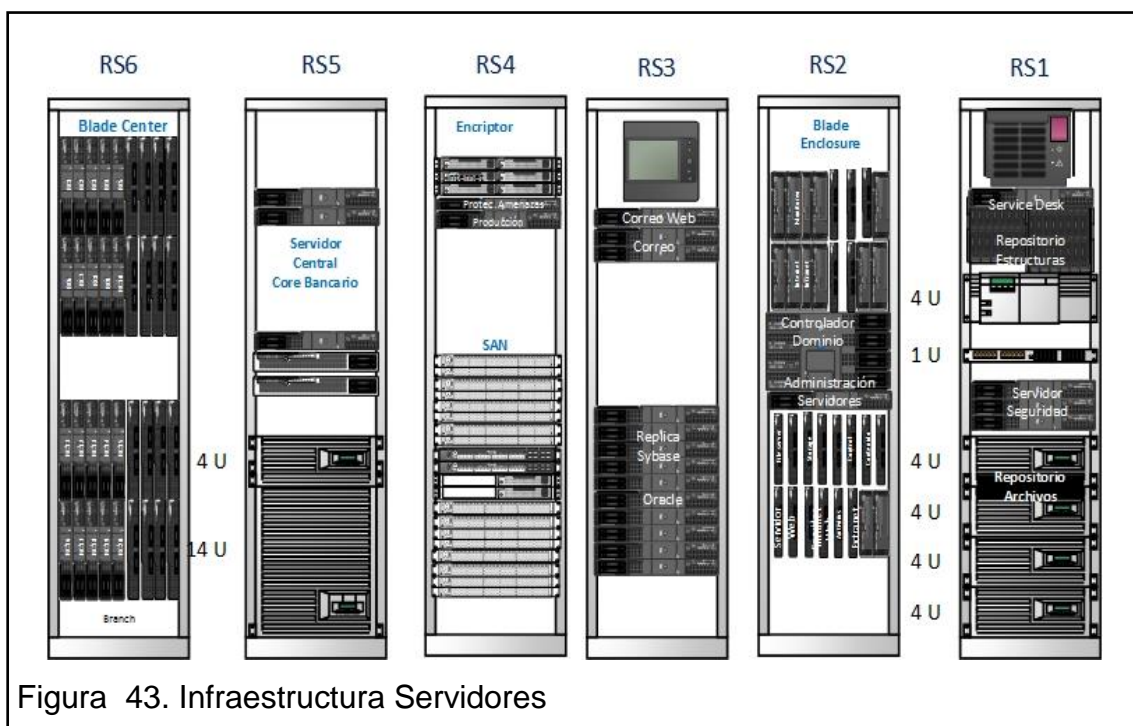 RS6
RS5
RS4
RS3
RS2
RS1
Blade Center
Branch
Servidor
Central
Core Bancario
4 U
14 U
Encriptor
Internet
Protec. Amenazas
Producción
SAN
Correo Web
Correo
Replica
Sybase
Oracle
Blade
Enclosure
Controlador
Dominio
Administración
Servidores
Servidor
Web
Extranet
4 U
1 U
4 U
4 U
4 U
4 U
Service Desk
Repositorio
Estructuras
Servidor
Seguridad
Repositorio
Archivos
Figura 43. Infraestructura Servidores